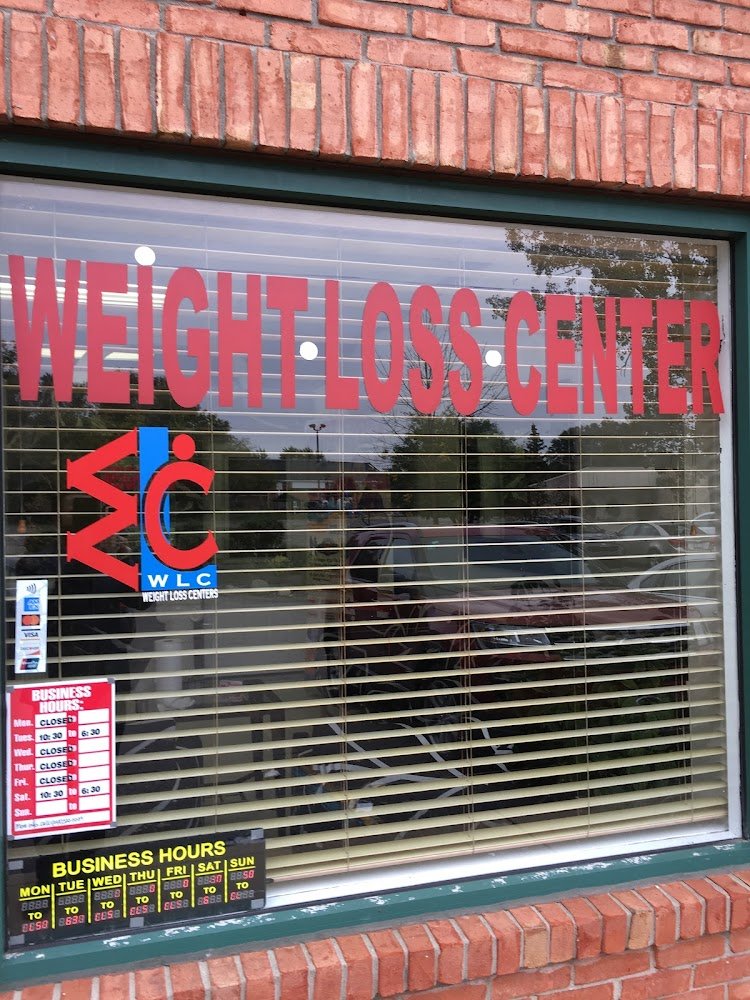 WEIGHT LOSS CENTER
WLC
WEIGHT LOSS CENTERS
VISA
BUSINESS
HOURS:
Mon. CLOSED
Tues. 10:30 to 6:30
Wed. CLOSED
Thur. CLOSED
Fri. CLOSED
Sat. 10:30 to 6:30
Sun. to
BUSINESS HOURS
MON TUE WED THU FRI SAT SUN
TO TO TO TO TO TO TO